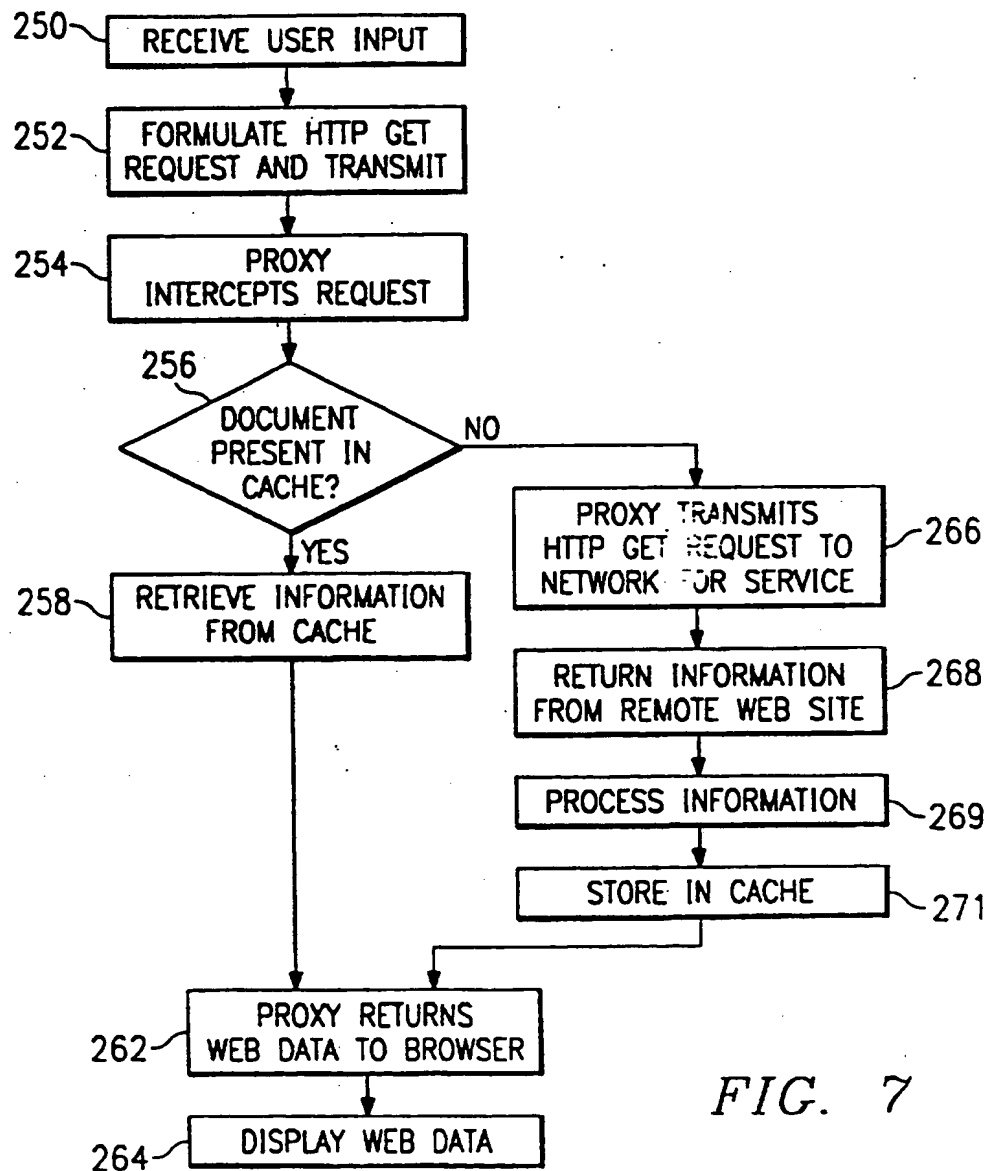 250
RECEIVE USER INPUT
252
FORMULATE HTTP GET
REQUEST AND TRANSMIT
254
PROXY
INTERCEPTS REQUEST
256
DOCUMENT
PRESENT IN
CACHE?
NO
YES
258
RETRIEVE INFORMATION
FROM CACHE
PROXY TRANSMITS
HTTP GET REQUEST TO
NETWORK FOR SERVICE
266
RETURN INFORMATION
FROM REMOTE WEB SITE
268
PROCESS INFORMATION
269
STORE IN CACHE
271
PROXY RETURNS
WEB DATA TO BROWSER
262
DISPLAY WEB DATA
264
FIG. 7